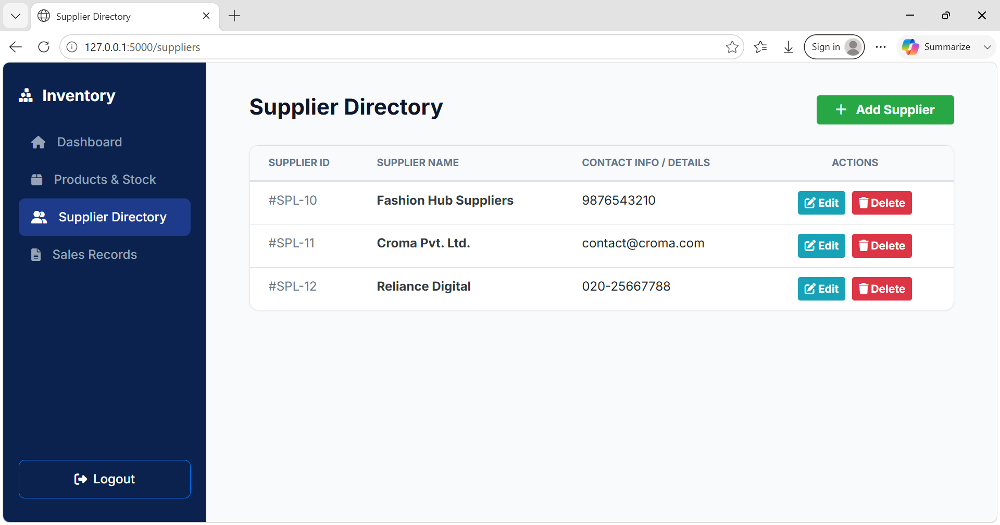 Supplier Directory
127.0.0.1:5000/suppliers
Sign in
Summarize
Inventory
Dashboard
Products & Stock
Supplier Directory
Sales Records
Logout
Supplier Directory
Add Supplier
SUPPLIER ID SUPPLIER NAME CONTACT INFO / DETAILS ACTIONS
#SPL-10 Fashion Hub Suppliers 9876543210 Edit Delete
#SPL-11 Croma Pvt. Ltd. contact@croma.com Edit Delete
#SPL-12 Reliance Digital 020-25667788 Edit Delete